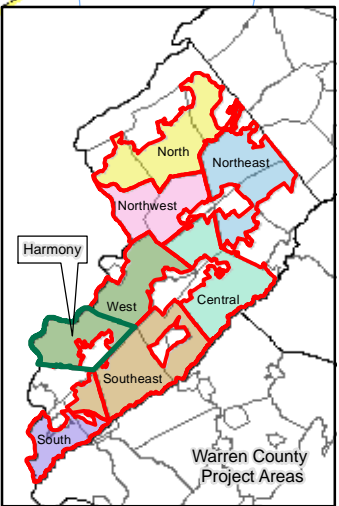 North
Northeast
Northwest
Harmony
West
Central
Southeast
South
Warren County
Project Areas